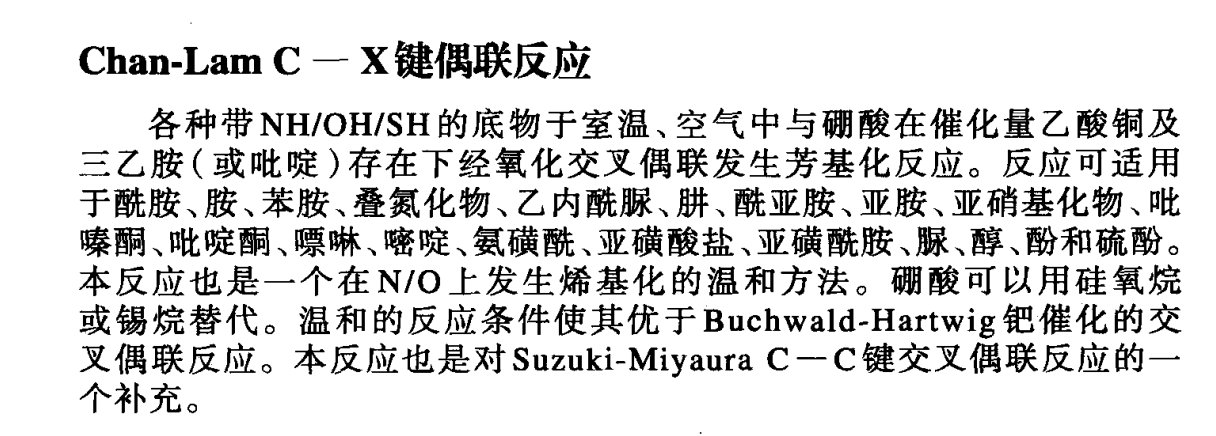 Chan-Lam C — X键偶联反应
各种带NH/OH/SH的底物于室温、空气中与硼酸在催化量乙酸铜及
三乙胺(或吡啶)存在下经氧化交叉偶联发生芳基化反应。反应可适用
于酰胺、胺、苯胺、叠氮化物、乙内酰脲、肼、酰亚胺、亚胺、亚硝基化物、吡
嗪酮、吡啶酮、嘌啉、嘧啶、氨磺酰、亚磺酸盐、亚磺酰胺、脲、醇、酚和硫酚。
本反应也是一个在N/O上发生烯基化的温和方法。硼酸可以用硅氧烷
或锡烷替代。温和的反应条件使其优于Buchwald-Hartwig钯催化的交
叉偶联反应。本反应也是对Suzuki-Miyaura C—C键交叉偶联反应的一
个补充。